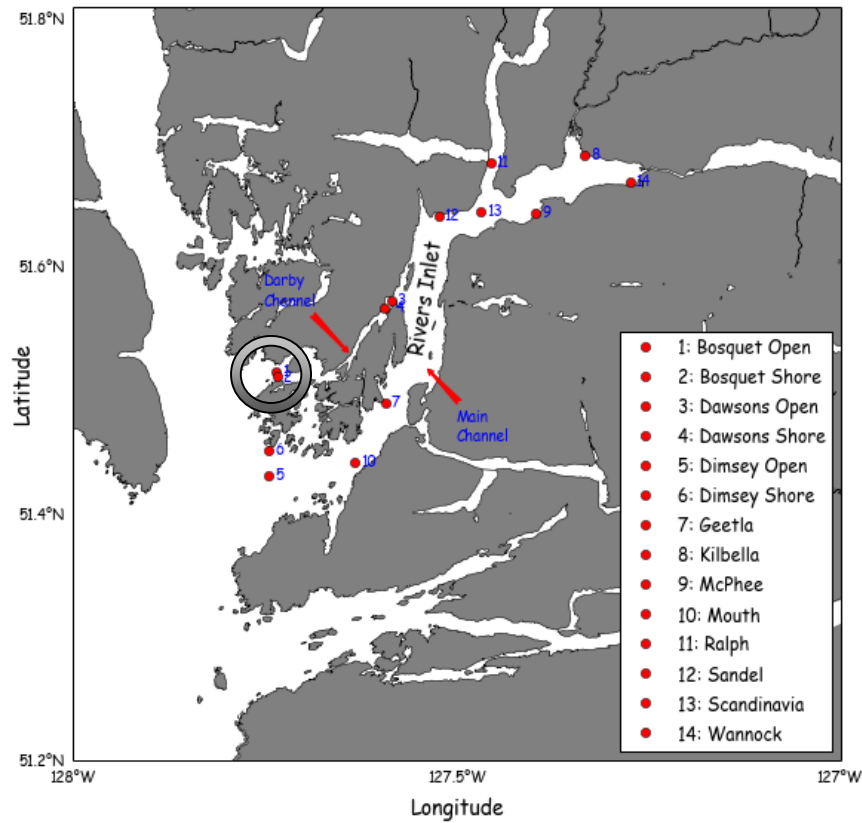 51.8°N
51.6°N
51.4°N
51.2°N
Latitude
128°W
127.5°W
127°W
Longitude
11
8
14
12
13
9
Rivers Inlet
Darby
Channel
3
4
1
2
7
Main
Channel
6
5
10
1: Bosquet Open
2: Bosquet Shore
3: Dawsons Open
4: Dawsons Shore
5: Dimsey Open
6: Dimsey Shore
7: Geetla
8: Kilbella
9: McPhee
10: Mouth
11: Ralph
12: Sandel
13: Scandinavia
14: Wannock